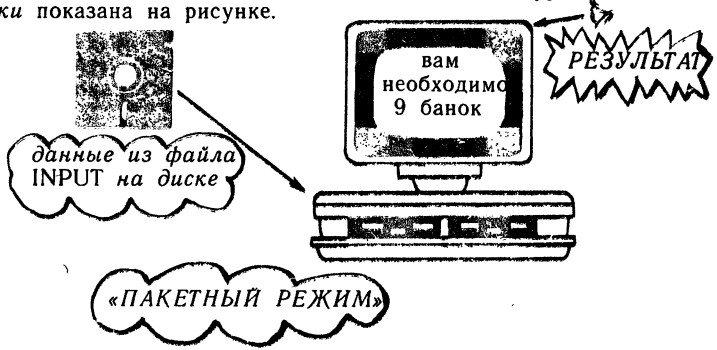 ки показана на рисунке.
вам
необходимо
9 банок
РЕЗУЛЬТАТ
данные из файла
INPUT на диске
«ПАКЕТНЫЙ РЕЖИМ»